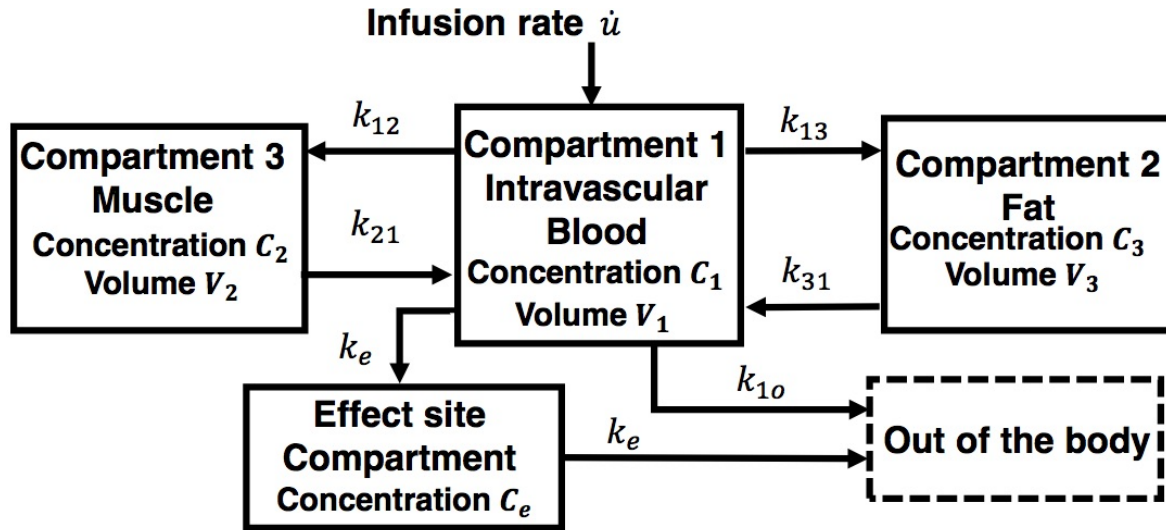 Infusion rate u̇
k₁₂
k₁₃
Compartment 3
Muscle
Concentration C₂
Volume V₂
k₂₁
Compartment 1
Intravascular
Blood
Concentration C₁
Volume V₁
Compartment 2
Fat
Concentration C₃
Volume V₃
k₃₁
kₑ
k₁ₒ
Effect site
Compartment
Concentration Cₑ
kₑ
Out of the body